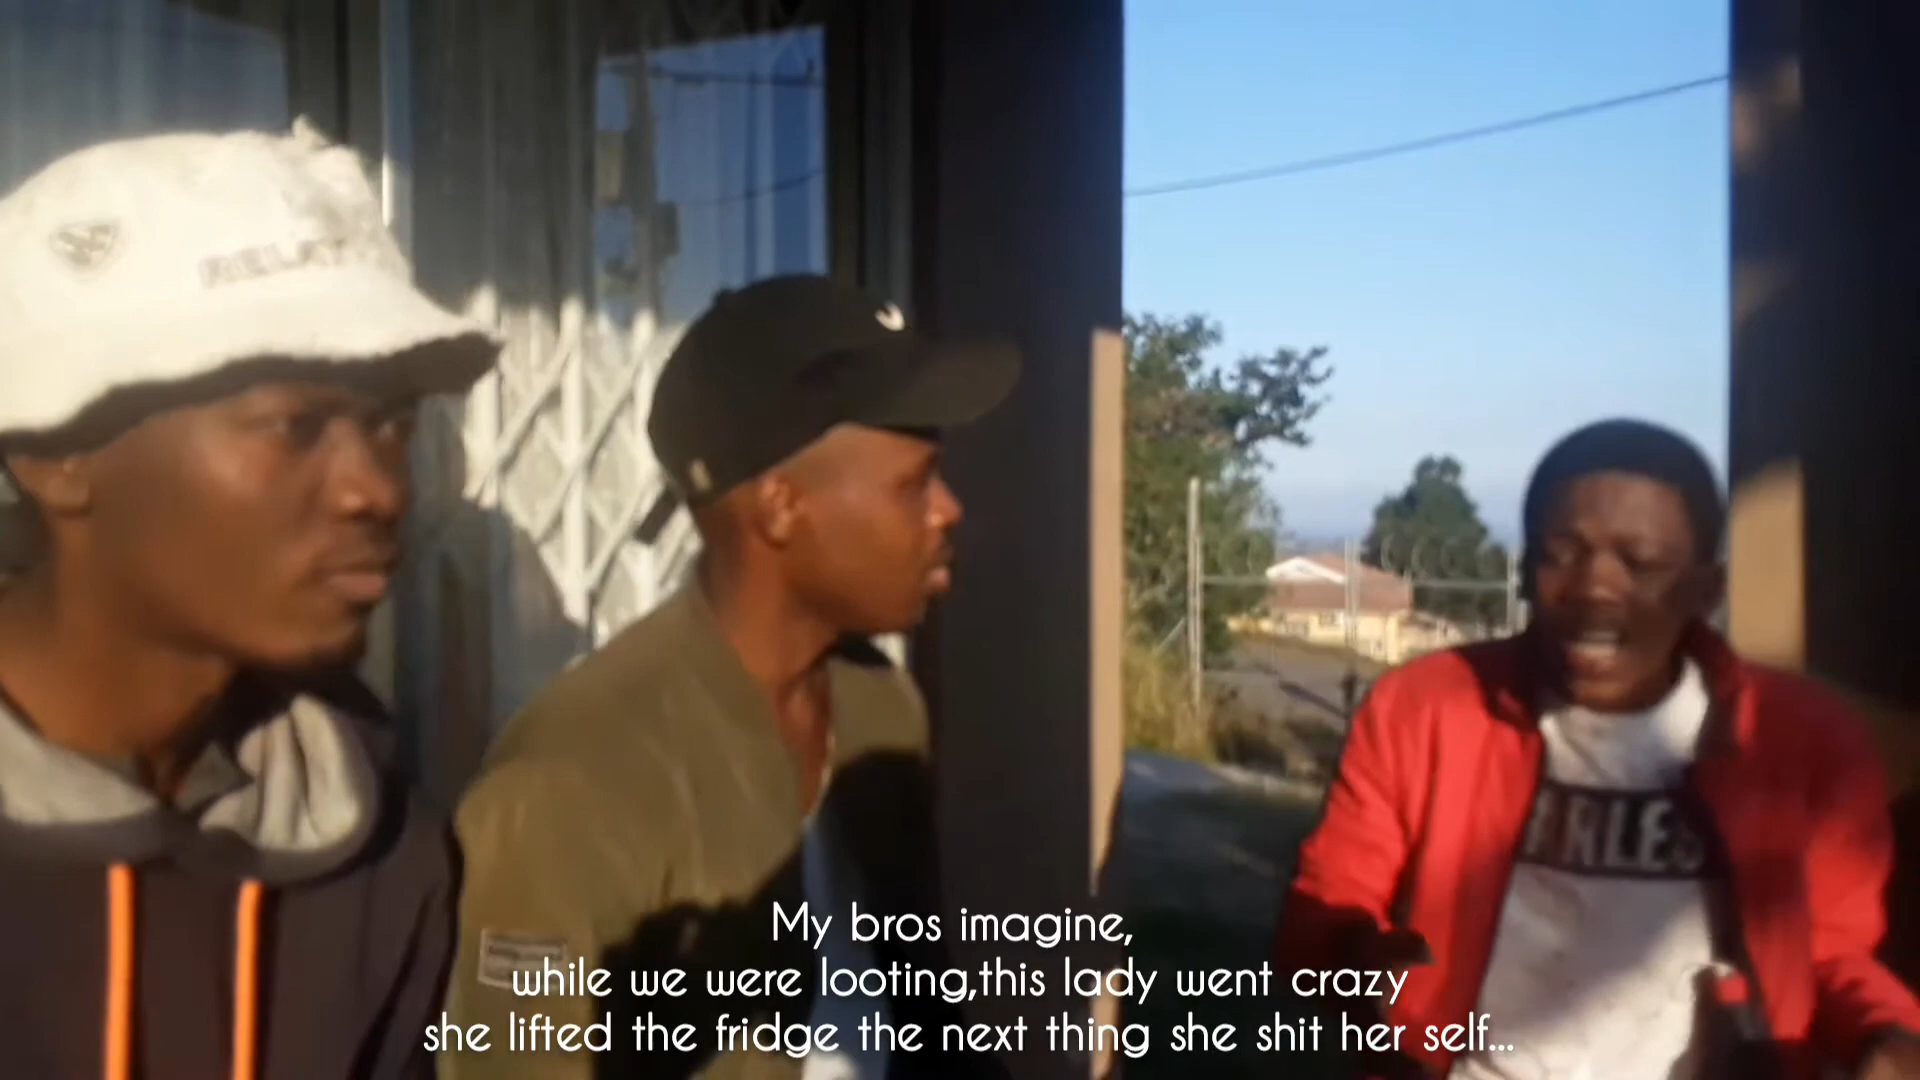 My bros imagine,
while we were looting,this lady went crazy
she lifted the fridge the next thing she shit her self...